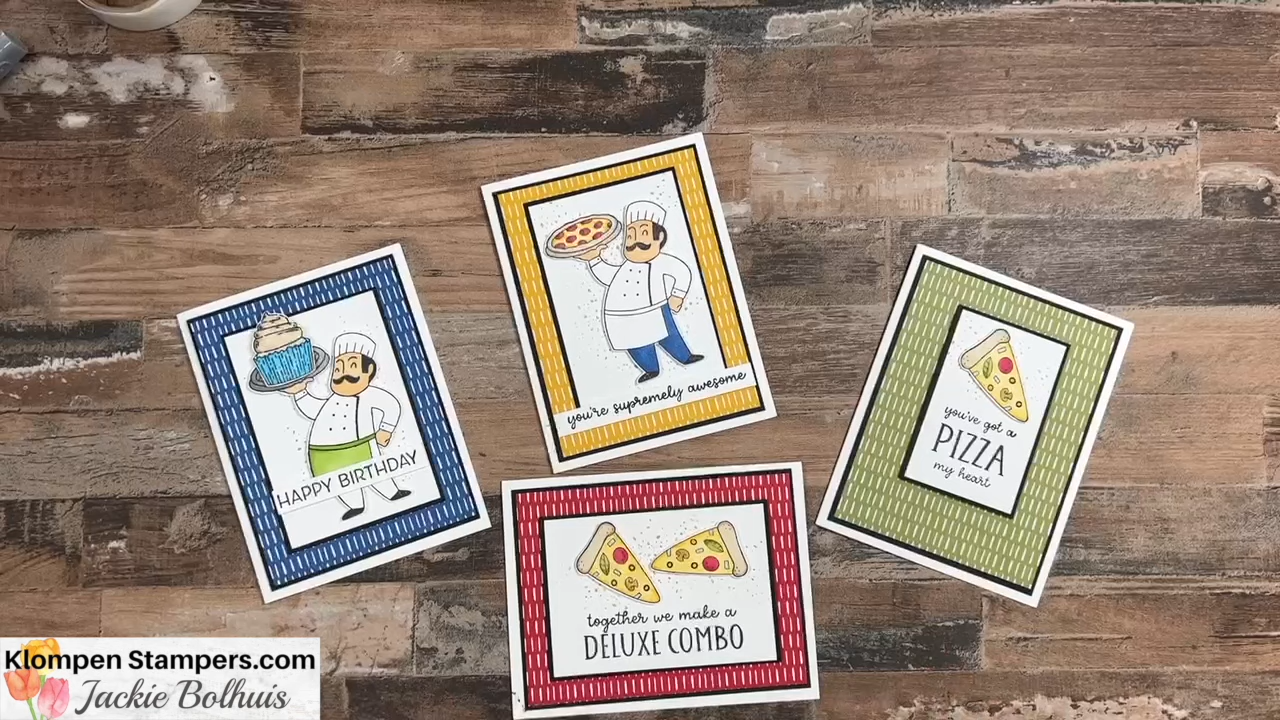 you're supremely awesome
HAPPY BIRTHDAY
you've got a
PIZZA
my heart
together we make a
DELUXE COMBO
Klompen Stampers.com
Jackie Bolhuis